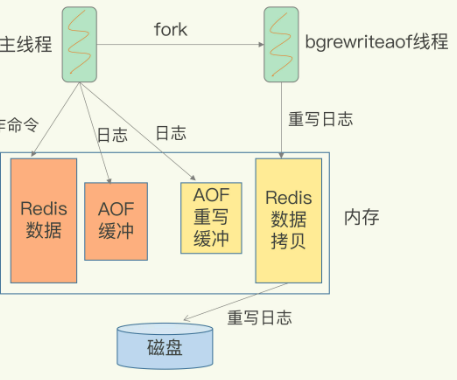 主线程
fork
bgrewriteaof线程
作命令
日志
日志
重写日志
Redis
数据
AOF
缓冲
AOF
重写
缓冲
Redis
数据
拷贝
内存
重写日志
磁盘